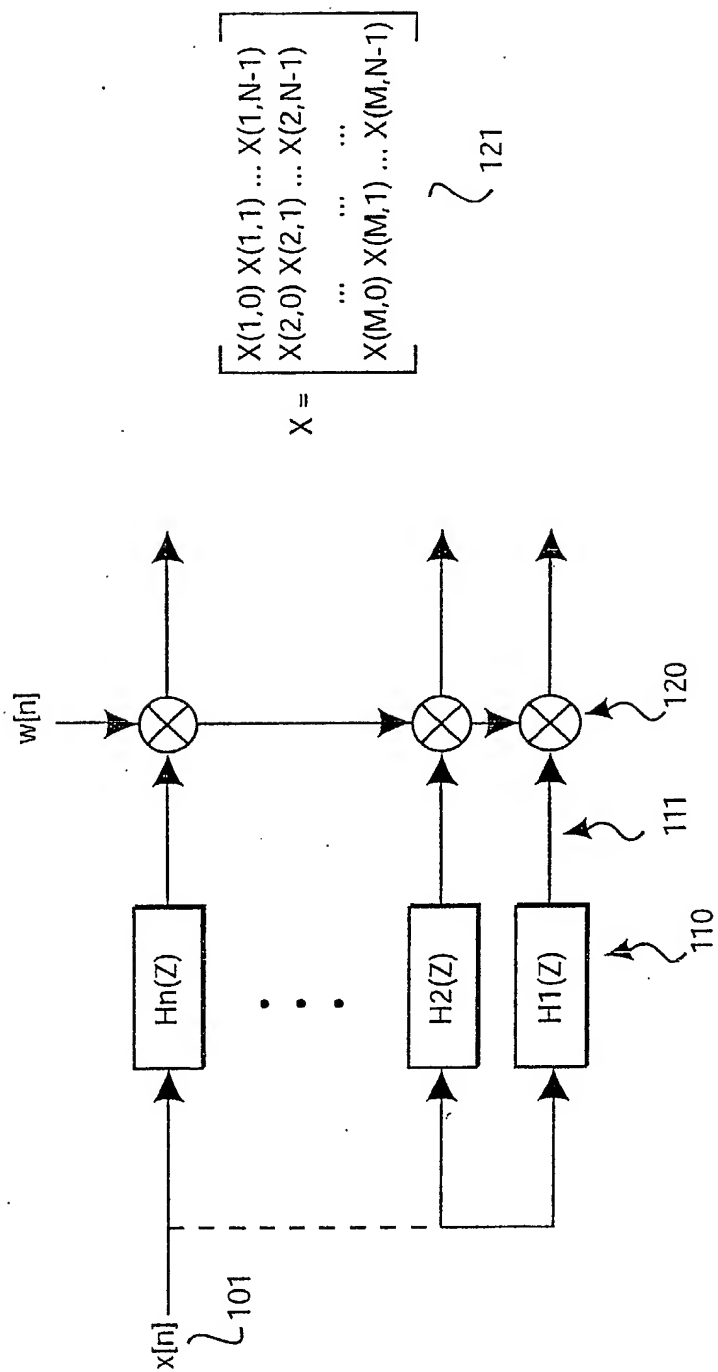 w[n]
x[n]
101
Hn(Z)
H2(Z)
H1(Z)
110
111
120
X =
X(1,0) X(1,1) ... X(1,N-1)
X(2,0) X(2,1) ... X(2,N-1)
... ... ...
X(M,0) X(M,1) ... X(M,N-1)
121